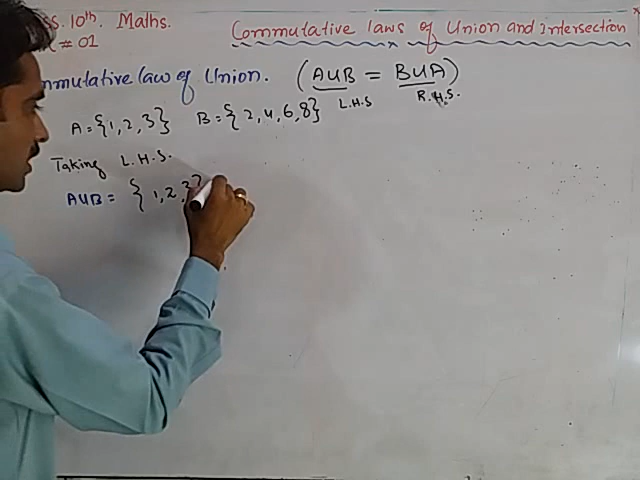 ss. 10th. Maths. Commutative laws of Union and intersection
# 01
mmutative law of Union. (AUB = BUA)
L.H.S R.H.S.
A = {1, 2, 3} B = {2, 4, 6, 8}
Taking L.H.S.
AUB = {1, 2, 3}